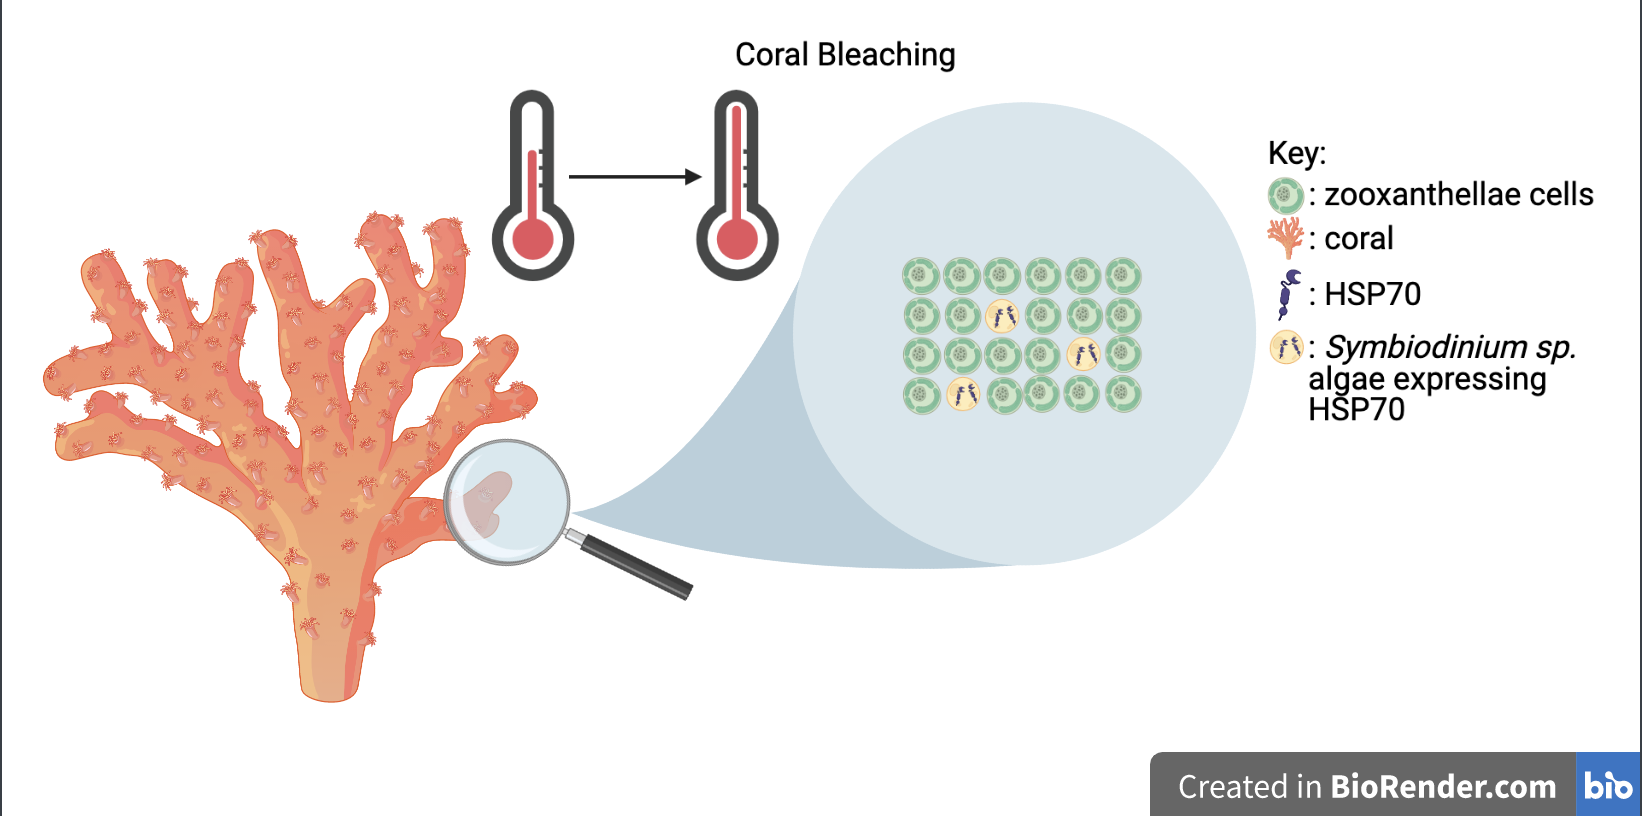 Coral Bleaching
Key:
: zooxanthellae cells
: coral
: HSP70
: Symbiodinium sp.
algae expressing
HSP70
Created in BioRender.com bio